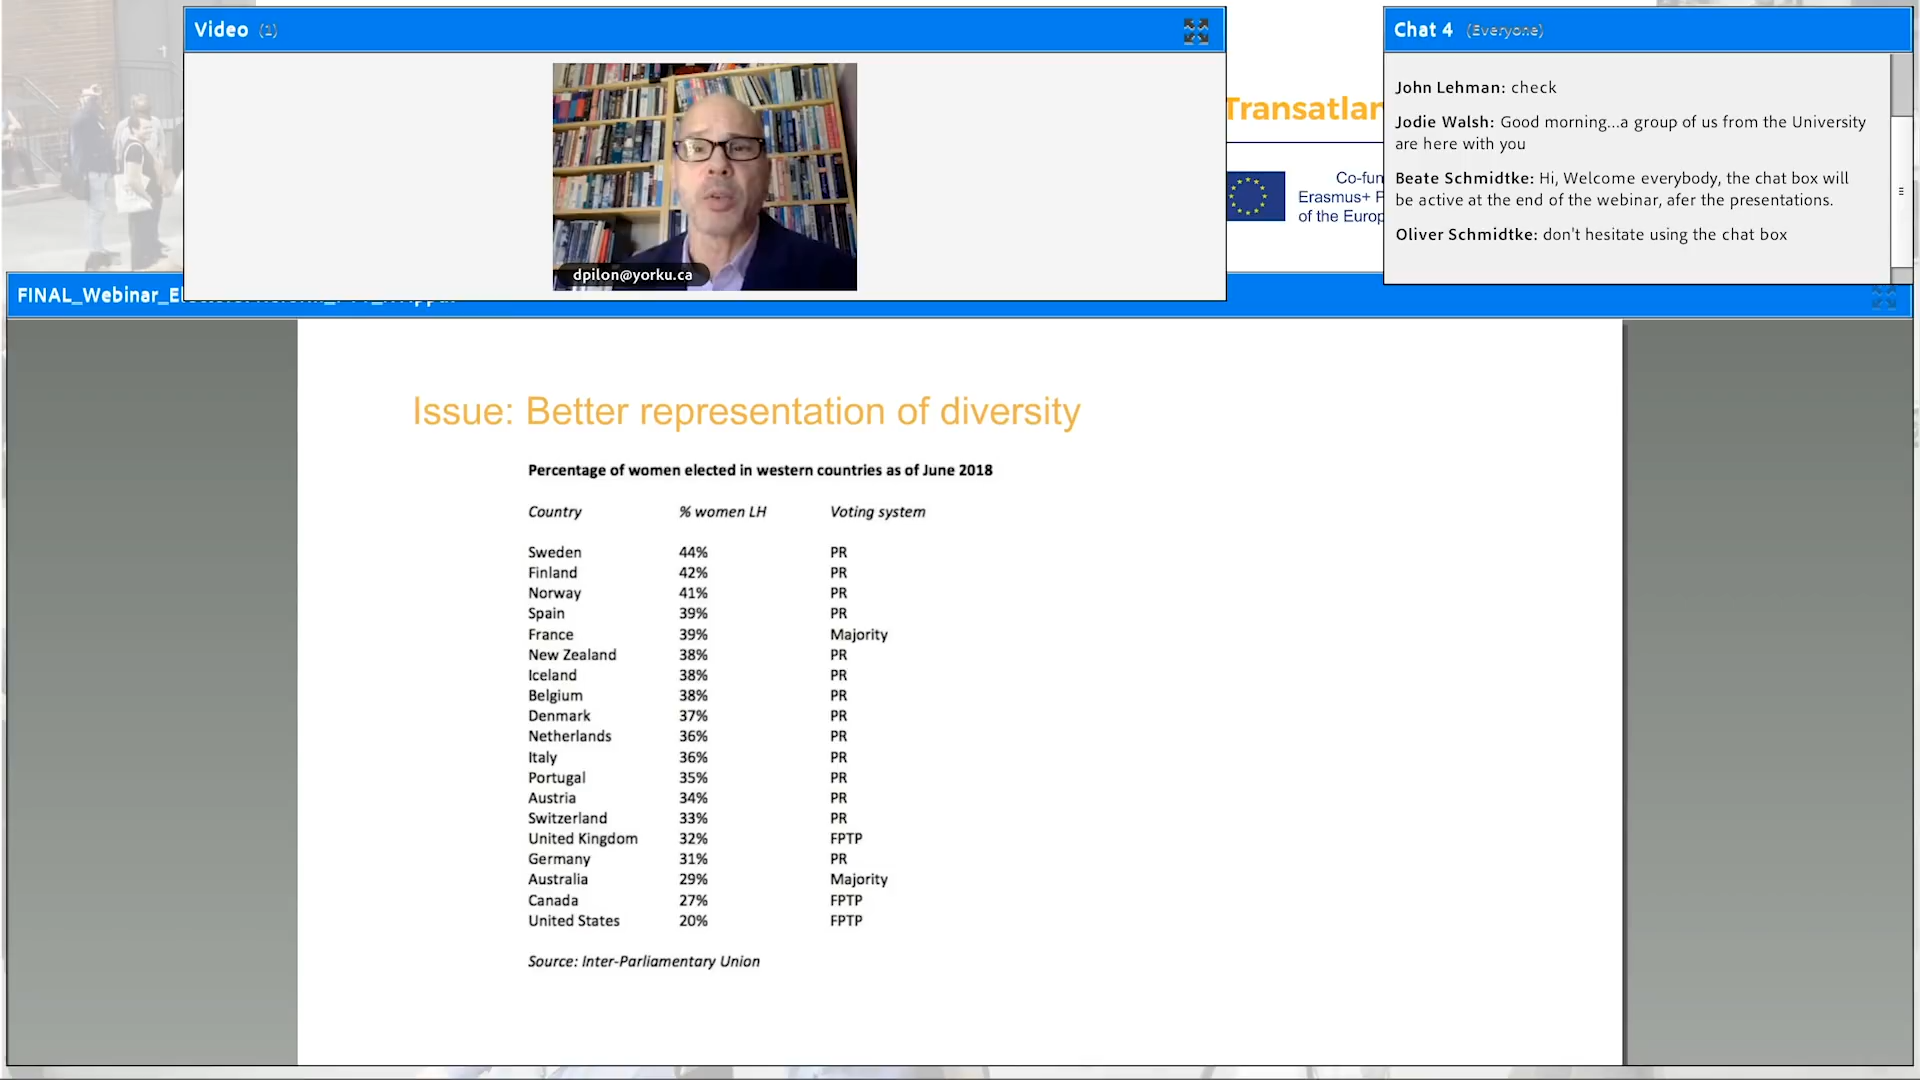 Video (1)
dpilon@yorku.ca
Transatlan
Co-fun
Erasmus+ P
of the Europ
Chat 4 (Everyone)
John Lehman: check
Jodie Walsh: Good morning...a group of us from the University
are here with you
Beate Schmidtke: Hi, Welcome everybody, the chat box will
be active at the end of the webinar, afer the presentations.
Oliver Schmidtke: don't hesitate using the chat box
FINAL_Webinar_El
Issue: Better representation of diversity
Percentage of women elected in western countries as of June 2018
Country % women LH Voting system
Sweden 44% PR
Finland 42% PR
Norway 41% PR
Spain 39% PR
France 39% Majority
New Zealand 38% PR
Iceland 38% PR
Belgium 38% PR
Denmark 37% PR
Netherlands 36% PR
Italy 36% PR
Portugal 35% PR
Austria 34% PR
Switzerland 33% PR
United Kingdom 32% FPTP
Germany 31% PR
Australia 29% Majority
Canada 27% FPTP
United States 20% FPTP
Source: Inter-Parliamentary Union